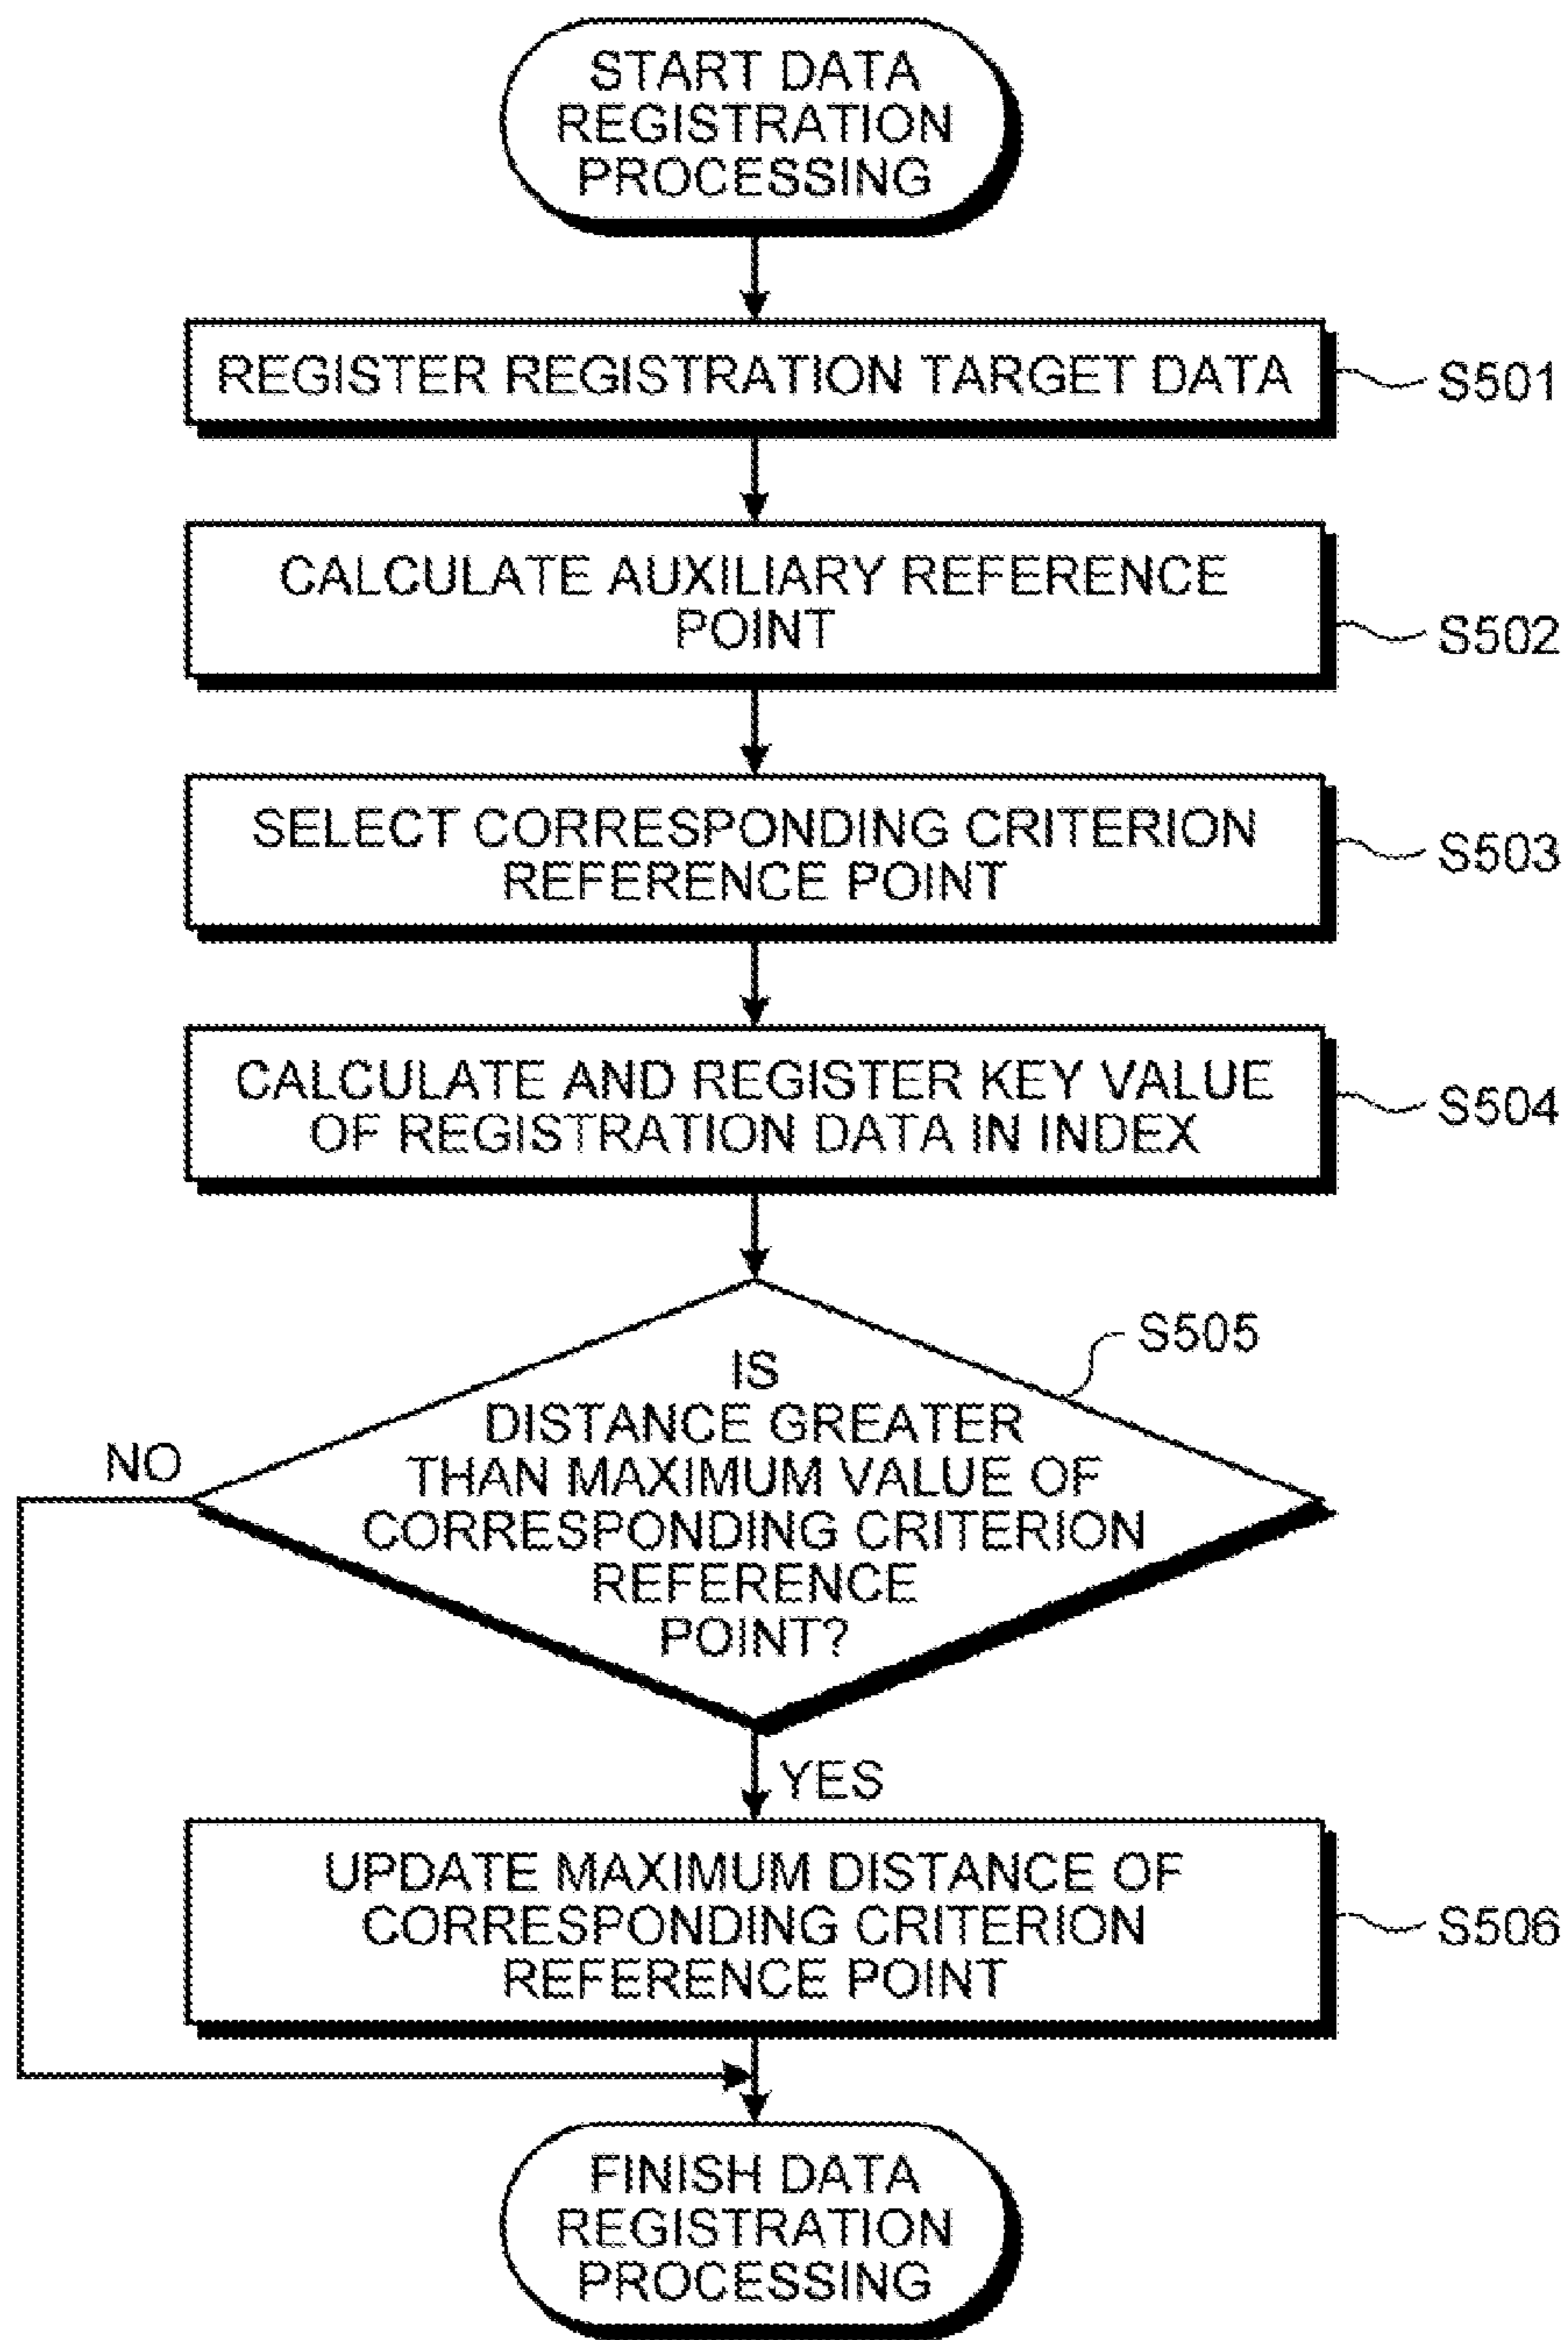 START DATA
REGISTRATION
PROCESSING
REGISTER REGISTRATION TARGET DATA
S501
CALCULATE AUXILIARY REFERENCE
POINT
S502
SELECT CORRESPONDING CRITERION
REFERENCE POINT
S503
CALCULATE AND REGISTER KEY VALUE
OF REGISTRATION DATA IN INDEX
S504
S505
IS
DISTANCE GREATER
THAN MAXIMUM VALUE OF
CORRESPONDING CRITERION
REFERENCE
POINT?
NO
YES
UPDATE MAXIMUM DISTANCE OF
CORRESPONDING CRITERION
REFERENCE POINT
S506
FINISH DATA
REGISTRATION
PROCESSING